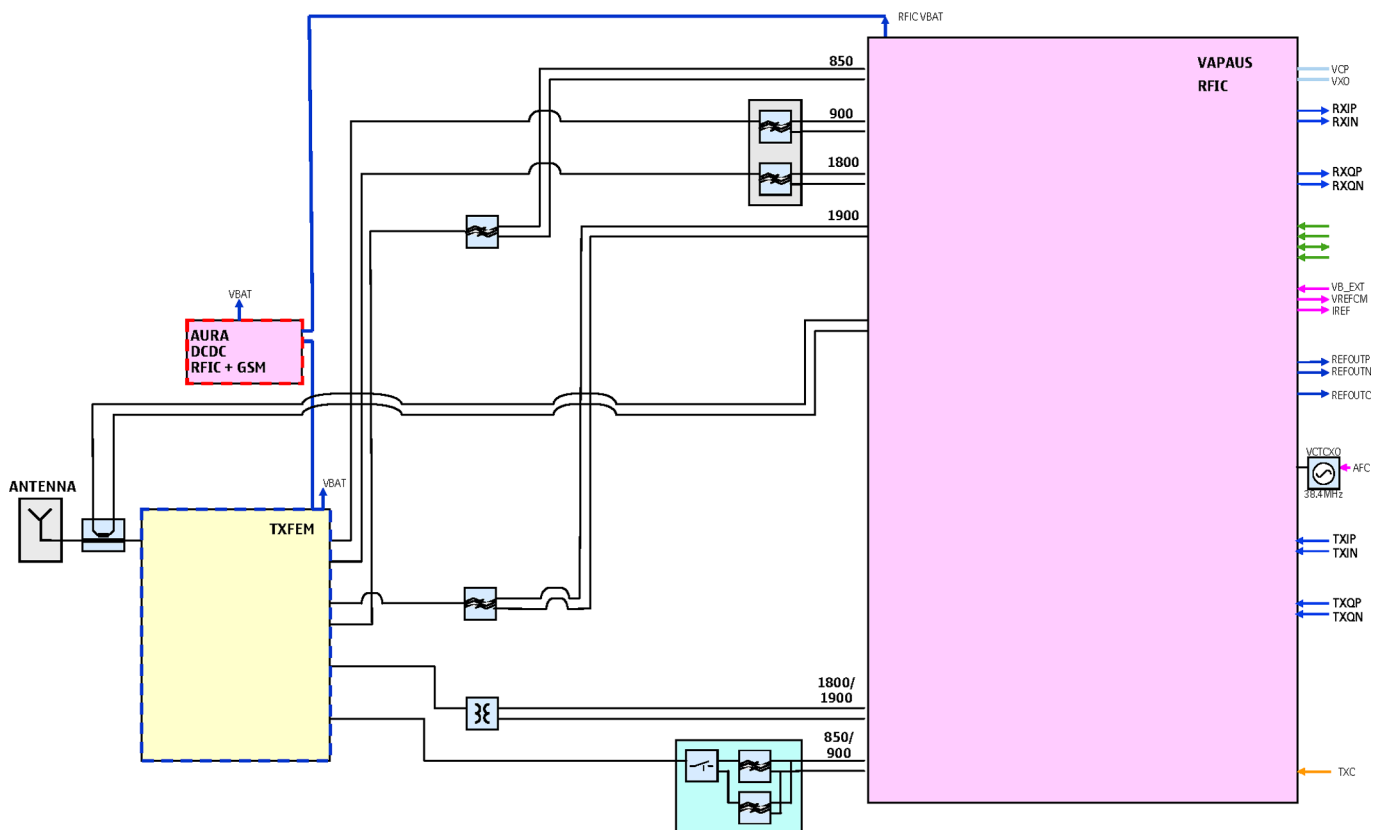 RFIC VBAT
850
VAPAUS
RFIC
VCP
VXO
900
RXIP
RXIN
1800
RXQP
RXQN
1900
VBAT
VB_EXT
VREFCM
IREF
AURA
DCDC
RFIC + GSM
REFOUTP
REFOUTN
REFOUTC
VCTCXO
AFC
38.4MHz
ANTENNA
VBAT
TXFEM
TXIP
TXIN
TXQP
TXQN
1800/
1900
850/
900
TXC